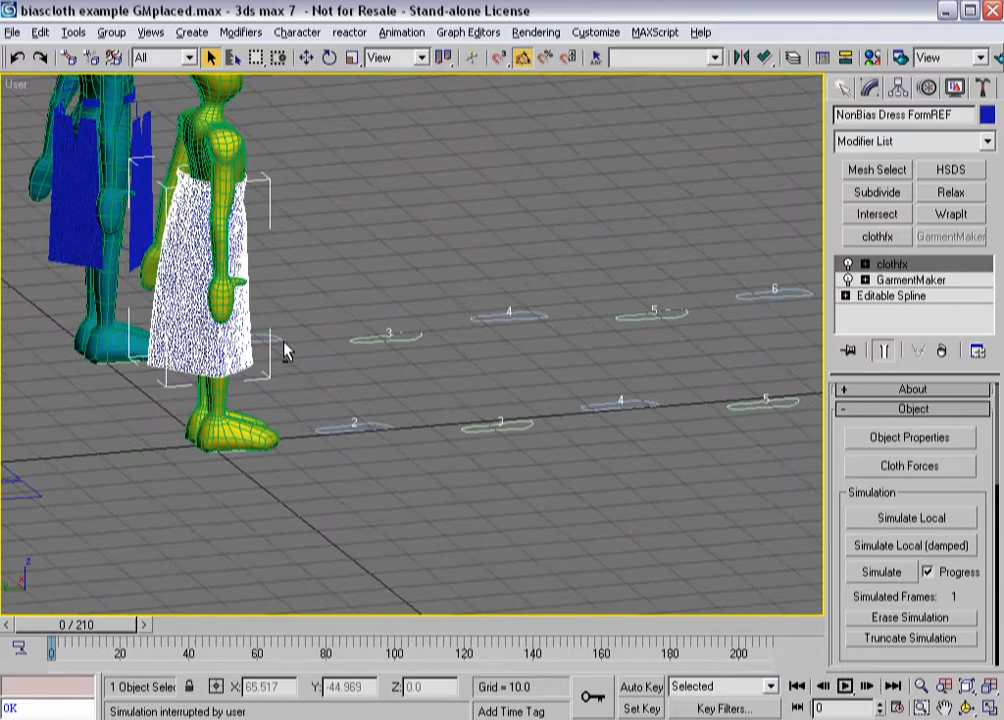 biascloth example GMplaced.max - 3ds max 7 - Not for Resale - Stand-alone License
File Edit Tools Group Views Create Modifiers Character reactor Animation Graph Editors Rendering Customize MAXScript Help
All View View
User
NonBias Dress FormREF
Modifier List
Mesh Select HSDS
Subdivide Relax
Intersect WrapIt
clothfx GarmentMaker
clothfx
GarmentMaker
Editable Spline
+ About
- Object
Object Properties
Cloth Forces
Simulation
Simulate Local
Simulate Local (damped)
Simulate Progress
Simulated Frames: 1
Erase Simulation
Truncate Simulation
3 4 5 6
2 3 4 5
z
x
< 0 / 210 >
0 20 40 60 80 100 120 140 160 180 200
1 Object Selec X: 65.517 Y: -44.969 Z: 0.0 Grid = 10.0 Auto Key Selected
OK Simulation interrupted by user Add Time Tag Set Key Key Filters... 0